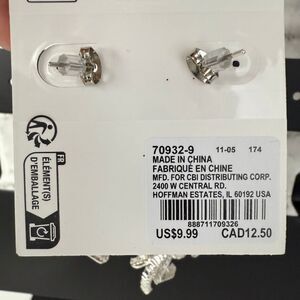 70932-9 11-05 174
MADE IN CHINA
FABRIQUÉ EN CHINE
MFD. FOR CBI DISTRIBUTING CORP.
2400 W CENTRAL RD.
HOFFMAN ESTATES, IL 60192 USA
888711709326
US$9.99 CAD12.50
FR
ÉLÉMENT(S)
D'EMBALLAGE